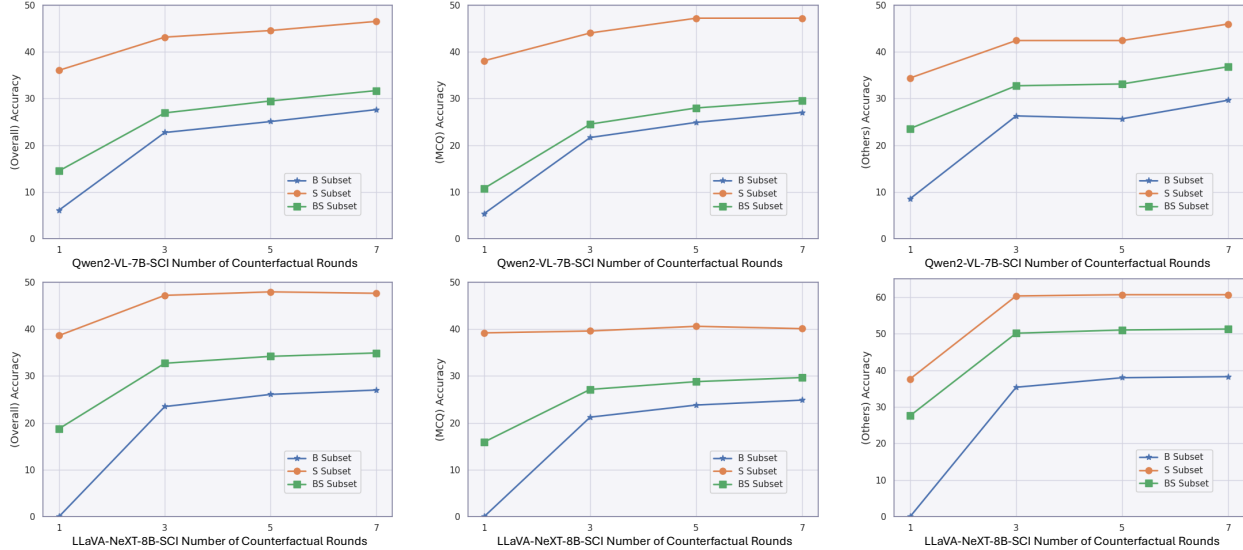 (Overall) Accuracy
50
40
30
20
10
0
B Subset
S Subset
BS Subset
1 3 5 7
Qwen2-VL-7B-SCI Number of Counterfactual Rounds
(MCQ) Accuracy
50
40
30
20
10
0
B Subset
S Subset
BS Subset
1 3 5 7
Qwen2-VL-7B-SCI Number of Counterfactual Rounds
(Others) Accuracy
50
40
30
20
10
0
B Subset
S Subset
BS Subset
1 3 5 7
Qwen2-VL-7B-SCI Number of Counterfactual Rounds
(Overall) Accuracy
50
40
30
20
10
0
B Subset
S Subset
BS Subset
1 3 5 7
LLaVA-NeXT-8B-SCI Number of Counterfactual Rounds
(MCQ) Accuracy
50
40
30
20
10
0
B Subset
S Subset
BS Subset
1 3 5 7
LLaVA-NeXT-8B-SCI Number of Counterfactual Rounds
(Others) Accuracy
60
50
40
30
20
10
0
B Subset
S Subset
BS Subset
1 3 5 7
LLaVA-NeXT-8B-SCI Number of Counterfactual Rounds